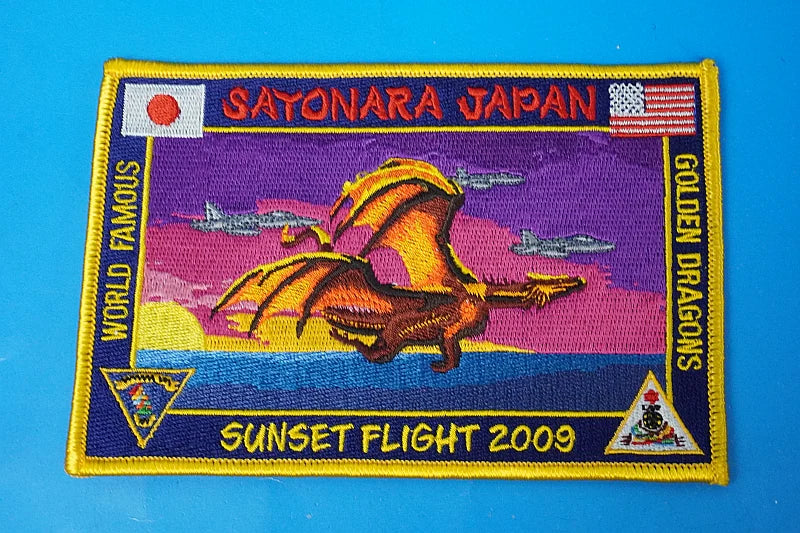 SAYONARA JAPAN
WORLD FAMOUS
GOLDEN DRAGONS
SUNSET FLIGHT 2009